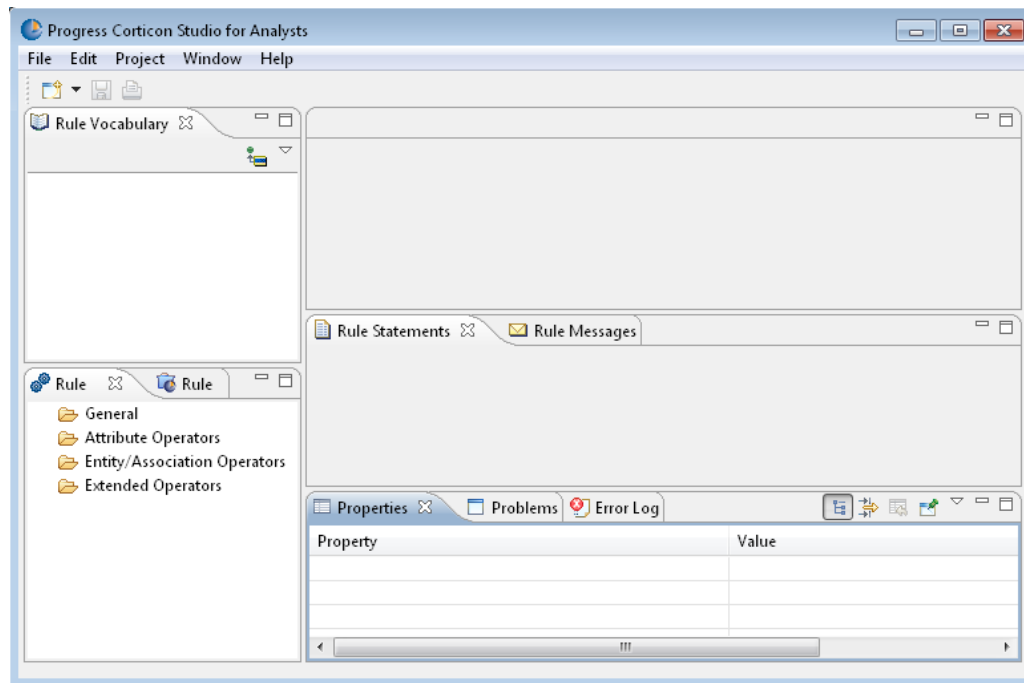 Progress Corticon Studio for Analysts
File Edit Project Window Help
Rule Vocabulary
Rule Statements
Rule Messages
Rule
Rule
General
Attribute Operators
Entity/Association Operators
Extended Operators
Properties
Problems
Error Log
Property
Value